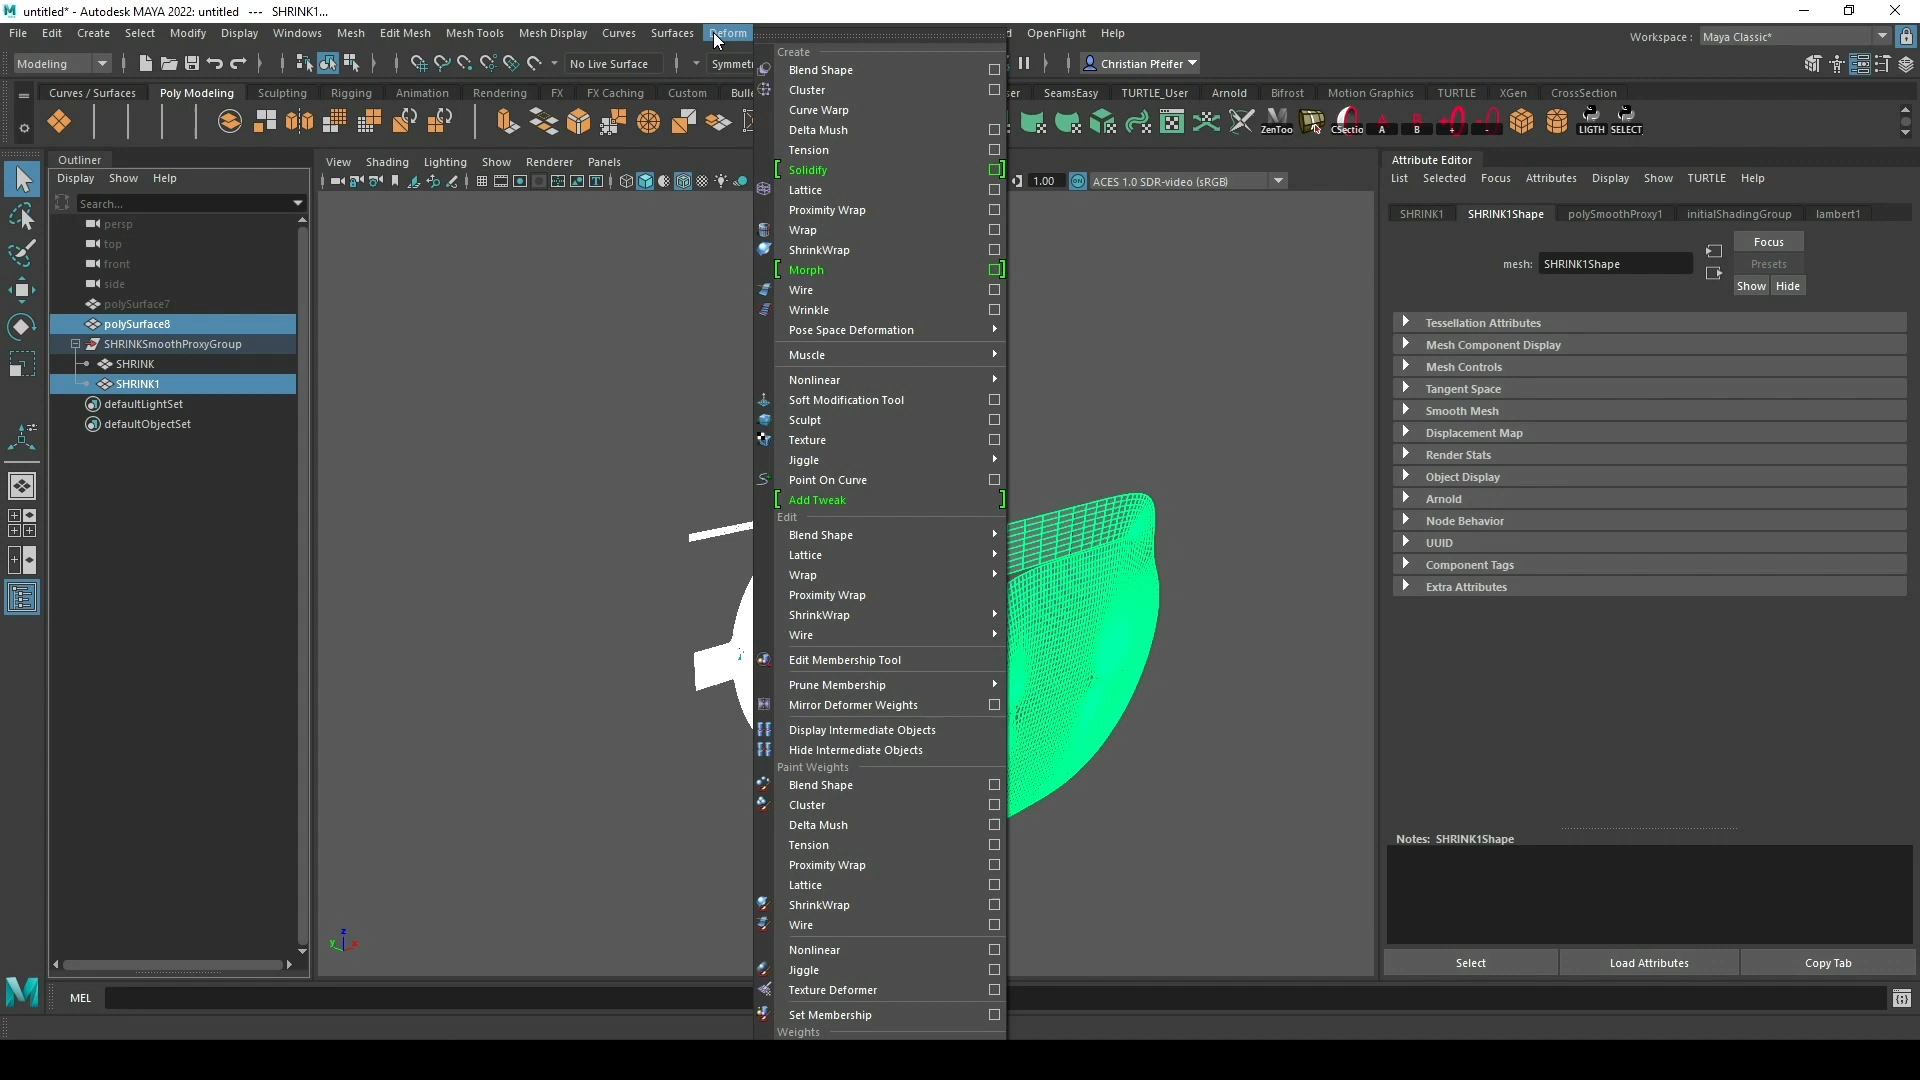 untitled* - Autodesk MAYA 2022: untitled --- SHRINK1...
File Edit Create Select Modify Display Windows Mesh Edit Mesh Mesh Tools Mesh Display Curves Surfaces Deform OpenFlight Help
Workspace : Maya Classic*
Modeling No Live Surface Symmet Christian Pfeifer
Curves / Surfaces Poly Modeling Sculpting Rigging Animation Rendering FX FX Caching Custom Bulle SeamsEasy TURTLE_User Arnold Bifrost Motion Graphics TURTLE XGen CrossSection
ZenToo CSectio A B + - LIGTH SELECT
Outliner
Display Show Help
Search...
persp
top
front
side
polySurface7
polySurface8
SHRINKSmoothProxyGroup
SHRINK
SHRINK1
defaultLightSet
defaultObjectSet
View Shading Lighting Show Renderer Panels
1.00 ACES 1.0 SDR-video (sRGB)
Create
Blend Shape
Cluster
Curve Warp
Delta Mush
Tension
Solidify
Lattice
Proximity Wrap
Wrap
ShrinkWrap
Morph
Wire
Wrinkle
Pose Space Deformation
Muscle
Nonlinear
Soft Modification Tool
Sculpt
Texture
Jiggle
Point On Curve
Add Tweak
Edit
Blend Shape
Lattice
Wrap
Proximity Wrap
ShrinkWrap
Wire
Edit Membership Tool
Prune Membership
Mirror Deformer Weights
Display Intermediate Objects
Hide Intermediate Objects
Paint Weights
Blend Shape
Cluster
Delta Mush
Tension
Proximity Wrap
Lattice
ShrinkWrap
Wire
Nonlinear
Jiggle
Texture Deformer
Set Membership
Weights
z
y x
Attribute Editor
List Selected Focus Attributes Display Show TURTLE Help
SHRINK1 SHRINK1Shape polySmoothProxy1 initialShadingGroup lambert1
mesh: SHRINK1Shape
Focus
Presets
Show Hide
Tessellation Attributes
Mesh Component Display
Mesh Controls
Tangent Space
Smooth Mesh
Displacement Map
Render Stats
Object Display
Arnold
Node Behavior
UUID
Component Tags
Extra Attributes
Notes: SHRINK1Shape
Select Load Attributes Copy Tab
MEL